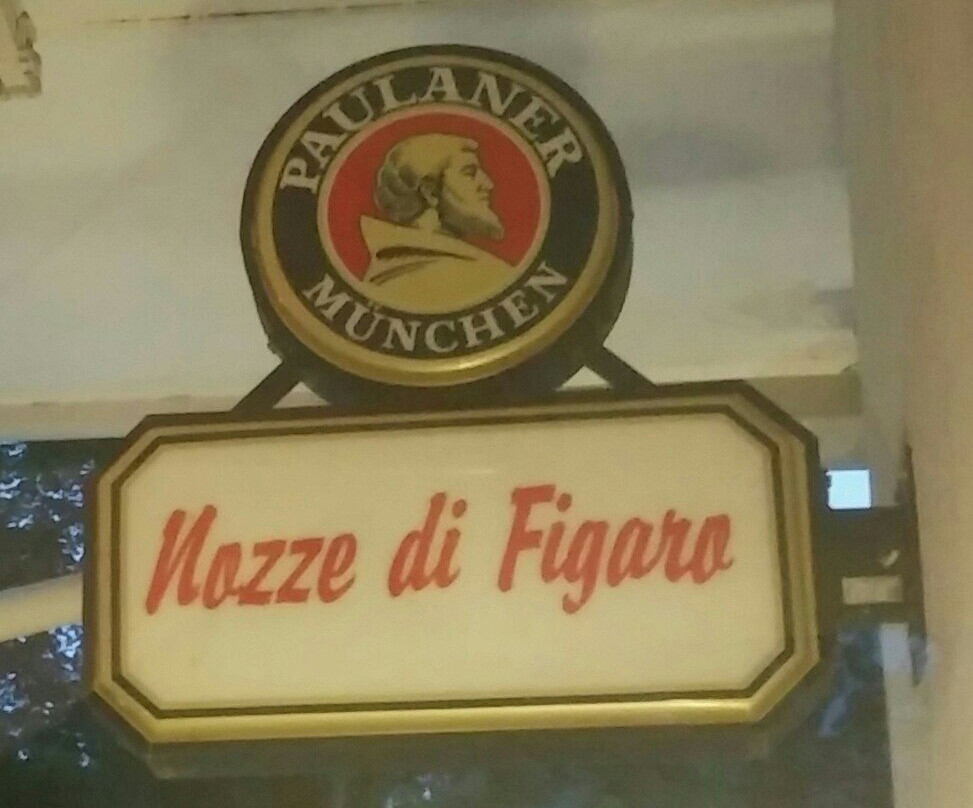 PAULANER
MÜNCHEN
Nozze di Figaro